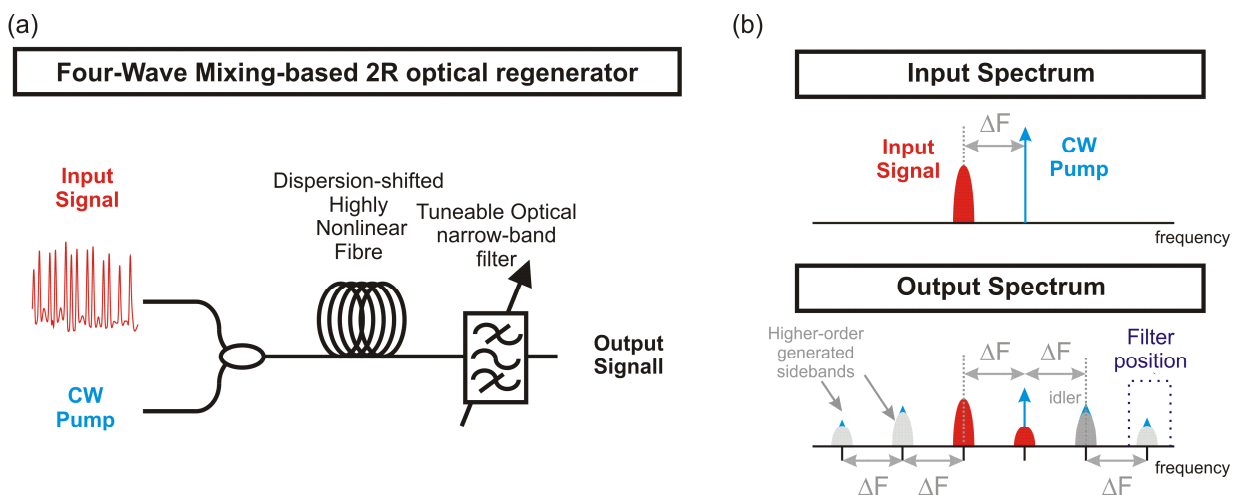 (a)
Four-Wave Mixing-based 2R optical regenerator
Input
Signal
CW
Pump
Dispersion-shifted
Highly
Nonlinear
Fibre
Tuneable Optical
narrow-band
filter
Output
Signall
(b)
Input Spectrum
ΔF
Input
Signal
CW
Pump
frequency
Output Spectrum
Higher-order
generated
sidebands
ΔF
ΔF
idler
Filter
position
frequency
ΔF
ΔF
ΔF